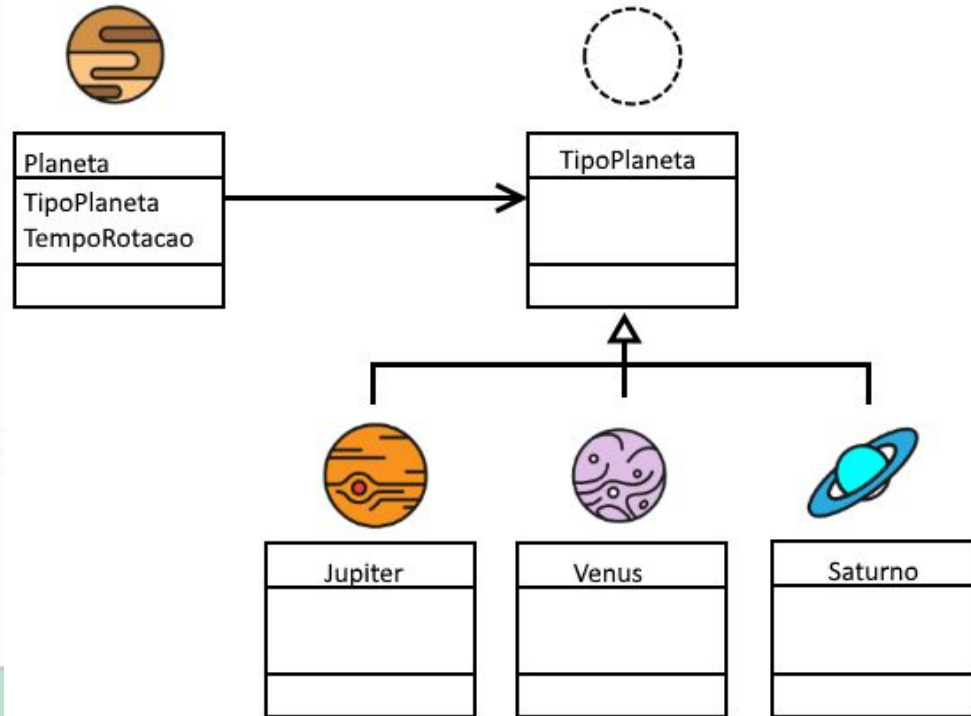 Planeta
TipoPlaneta
TempoRotacao
TipoPlaneta
Jupiter
Venus
Saturno